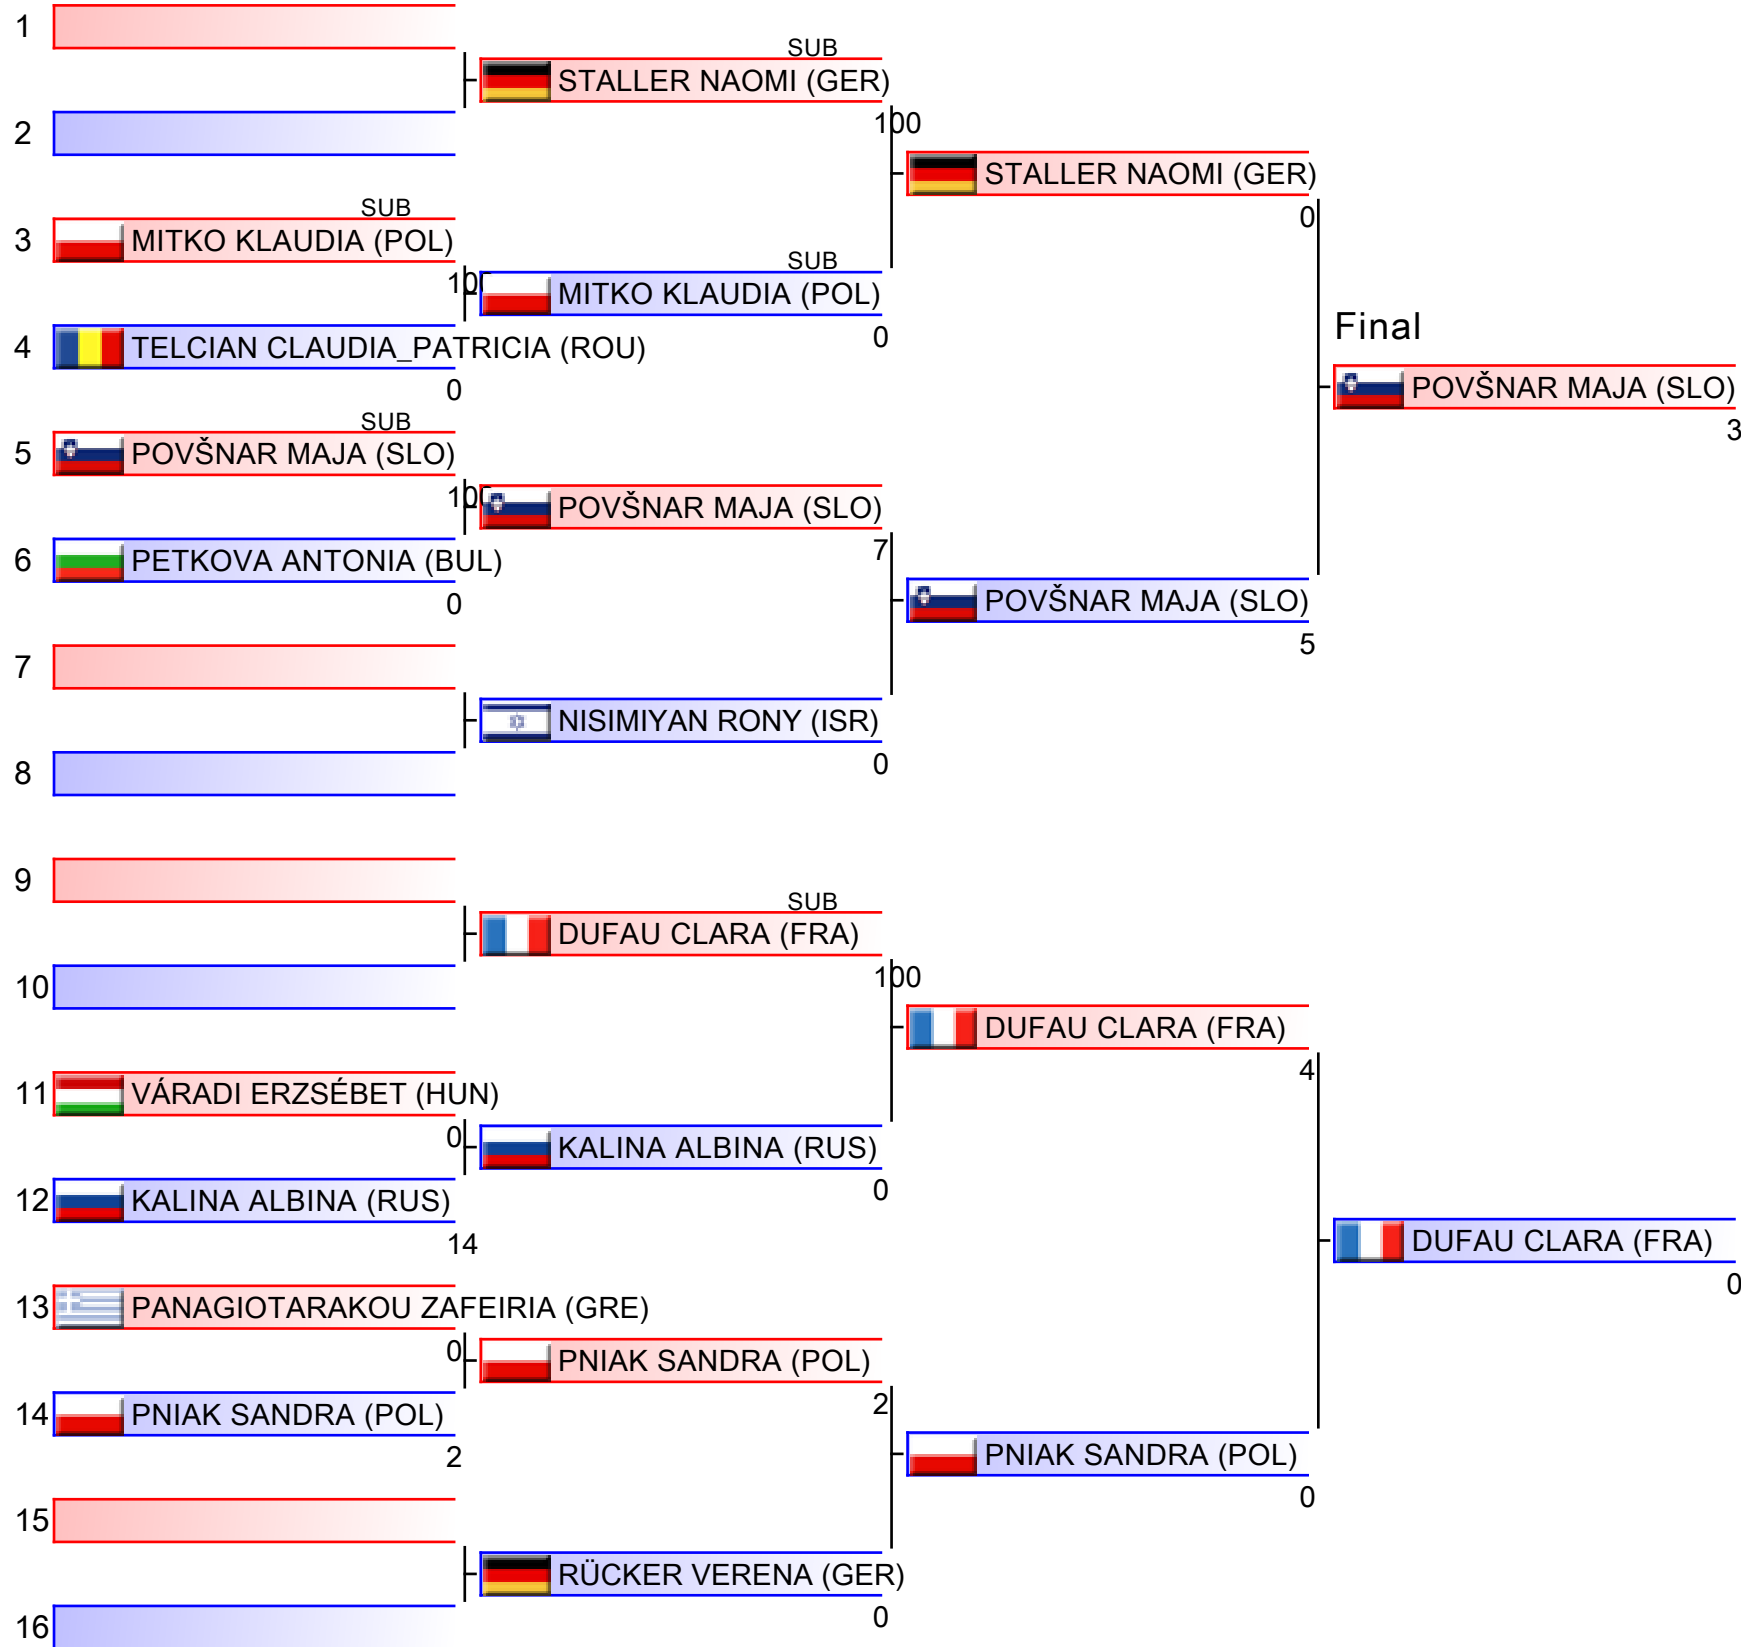 1
SUB
STALLER NAOMI (GER)
2
100
STALLER NAOMI (GER)
0
SUB
3 MITKO KLAUDIA (POL)
SUB
MITKO KLAUDIA (POL)
0
4 TELCIAN CLAUDIA_PATRICIA (ROU)
0
Final
POVŠNAR MAJA (SLO)
3
SUB
5 POVŠNAR MAJA (SLO)
POVŠNAR MAJA (SLO)
7
6 PETKOVA ANTONIA (BUL)
0
POVŠNAR MAJA (SLO)
5
7
NISIMIYAN RONY (ISR)
0
8
9
SUB
DUFAU CLARA (FRA)
100
10
DUFAU CLARA (FRA)
4
11 VÁRADI ERZSÉBET (HUN)
0
KALINA ALBINA (RUS)
0
12 KALINA ALBINA (RUS)
14
DUFAU CLARA (FRA)
0
13 PANAGIOTARAKOU ZAFEIRIA (GRE)
0
PNIAK SANDRA (POL)
2
14 PNIAK SANDRA (POL)
2
PNIAK SANDRA (POL)
0
15
RÜCKER VERENA (GER)
0
16